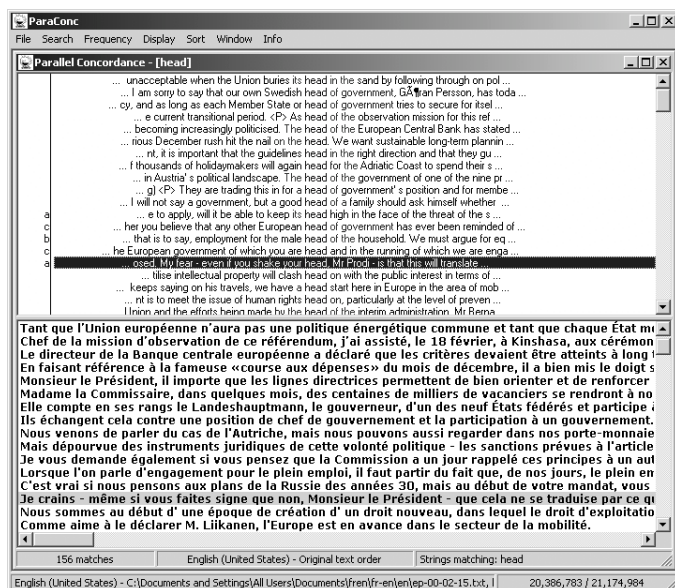 ParaConc
File Search Frequency Display Sort Window Info
Parallel Concordance - [head]
... unacceptable when the Union buries its head in the sand by following through on pol ...
... I am sorry to say that our own Swedish head of government, GÃ¶ran Persson, has toda ...
... cy, and as long as each Member State or head of government tries to secure for itsel ...
... e current transitional period. <P> As head of the observation mission for this ref ...
... becoming increasingly politicised. The head of the European Central Bank has stated ...
... rious December rush hit the nail on the head. We want sustainable long-term plannin ...
... nt, it is important that the guidelines head in the right direction and that they gu ...
... f thousands of holidaymakers will again head for the Adriatic Coast to spend their s ...
... in Austria' s political landscape. The head of the government of one of the nine pr ...
... g) <P> They are trading this in for a head of government' s position and for membe ...
... I will not say a government, but a good head of a family should ask himself whether ...
a ... e to apply, will it be able to keep its head high in the face of the threat of the s ...
c ... her you believe that any other European head of government has ever been reminded of ...
b ... that is to say, employment for the male head of the household. We must argue for eq ...
c ... he European government of which you are head and in the running of which we are enga ...
a ... osed. My fear - even if you shake your head, Mr Prodi - is that this will translate ...
... tilise intellectual property will clash head on with the public interest in terms of ...
... keeps saying on his travels, we have a head start here in Europe in the area of mob ...
... nt is to meet the issue of human rights head on, particularly at the level of preven ...
Union and the efforts being made by the head of the interim administration, Mr Berna
Tant que l'Union européenne n'aura pas une politique énergétique commune et tant que chaque État m
Chef de la mission d'observation de ce référendum, j'ai assisté, le 18 février, à Kinshasa, aux cérémon
Le directeur de la Banque centrale européenne a déclaré que les critères devaient être atteints à long t
En faisant référence à la fameuse «course aux dépenses» du mois de décembre, il a bien mis le doigt s
Monsieur le Président, il importe que les lignes directrices permettent de bien orienter et de renforcer
Madame la Commissaire, dans quelques mois, des centaines de milliers de vacanciers se rendront à no
Elle compte en ses rangs le Landeshauptmann, le gouverneur, d'un des neuf États fédérés et participe à
Ils échangent cela contre une position de chef de gouvernement et la participation à un gouvernement.
Nous venons de parler du cas de l'Autriche, mais nous pouvons aussi regarder dans nos porte-monnaie
Mais dépourvue des instruments juridiques de cette volonté politique - les sanctions prévues à l'article
Je vous demande également si vous pensez que la Commission a un jour rappelé ces principes à un aut
Lorsque l'on parle d'engagement pour le plein emploi, il faut partir du fait que, de nos jours, le plein em
C'est vrai si nous pensons aux plans de la Russie des années 30, mais au début de votre mandat, vous
Je crains - même si vous faites signe que non, Monsieur le Président - que cela ne se traduise par ce qu
Nous sommes au début d' une époque de création d' un droit nouveau, dans lequel le droit d'exploitatio
Comme aime à le déclarer M. Liikanen, l'Europe est en avance dans le secteur de la mobilité.
156 matches English (United States) - Original text order Strings matching: head
English (United States) - C:\Documents and Settings\All Users\Documents\fren\fr-en\en\ep-00-02-15.txt, l 20,386,783 / 21,174,984